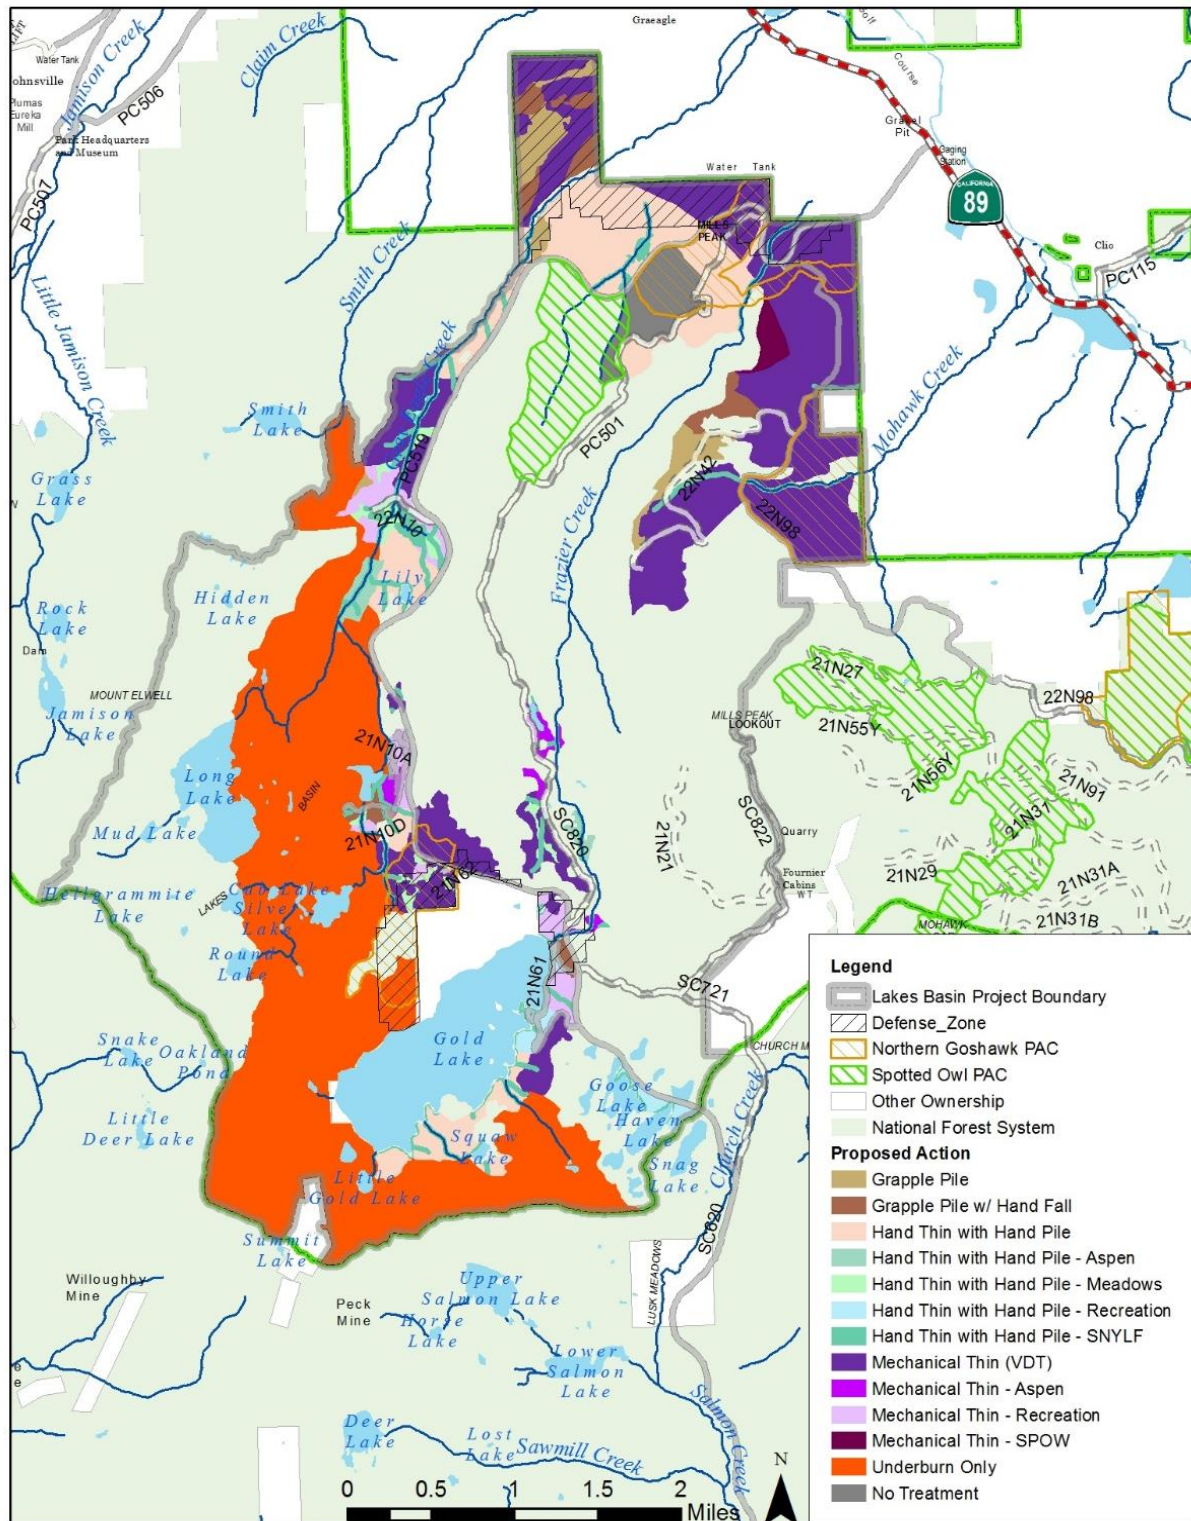 Graeagle
Golf
Course
Claim Creek
Jamison Creek
Water Tank
PC506
Plumas
Eureka
Mill
Park Headquarters
and Museum
PC507
Gravel
Pit
Gaging
Station
CALIFORNIA
89
Water Tank
MILLS
PEAK
Clio
PC115
Smith Creek
Little Jamison Creek
Mohawk Creek
Smith
Lake
PC519
PC501
22N42
22N98
Grass
Lake
22N10
Frazier Creek
Lily
Lake
Hidden
Lake
Rock
Lake
Dam
MOUNT ELWELL
Jamison
Lake
21N27
22N98
MILLS PEAK
LOOKOUT
21N55Y
21N56Y
21N91
21N10A
Long
Lake
BASIN
Mud Lake
21N10D
SC820
SC822
21N21
Quarry
21N31
Fournier
Cabins
WT
21N29
21N31A
21N31B
MOHAWK
21N62
Hellgrammite
Lake
LAKES
Cub Lake
Silver
Lake
Round
Lake
21N61
SC721
Gold
Lake
Snake
Lake
Oakland
Pond
CHURCH M
Goose
Lake
Haven
Lake
Church Creek
Little
Deer Lake
Squaw
Lake
Snag
Lake
Little
Gold Lake
SC620
Summit
Lake
LUSK MEADOWS
Willoughby
Mine
Peck
Mine
Upper
Salmon Lake
Horse
Lake
Lower
Salmon
Lake
Salmon Creek
Deer
Lake
Lost
Lake
Sawmill Creek
0 0.5 1 1.5 2
Miles
N
Legend
Lakes Basin Project Boundary
Defense_Zone
Northern Goshawk PAC
Spotted Owl PAC
Other Ownership
National Forest System
Proposed Action
Grapple Pile
Grapple Pile w/ Hand Fall
Hand Thin with Hand Pile
Hand Thin with Hand Pile - Aspen
Hand Thin with Hand Pile - Meadows
Hand Thin with Hand Pile - Recreation
Hand Thin with Hand Pile - SNYLF
Mechanical Thin (VDT)
Mechanical Thin - Aspen
Mechanical Thin - Recreation
Mechanical Thin - SPOW
Underburn Only
No Treatment